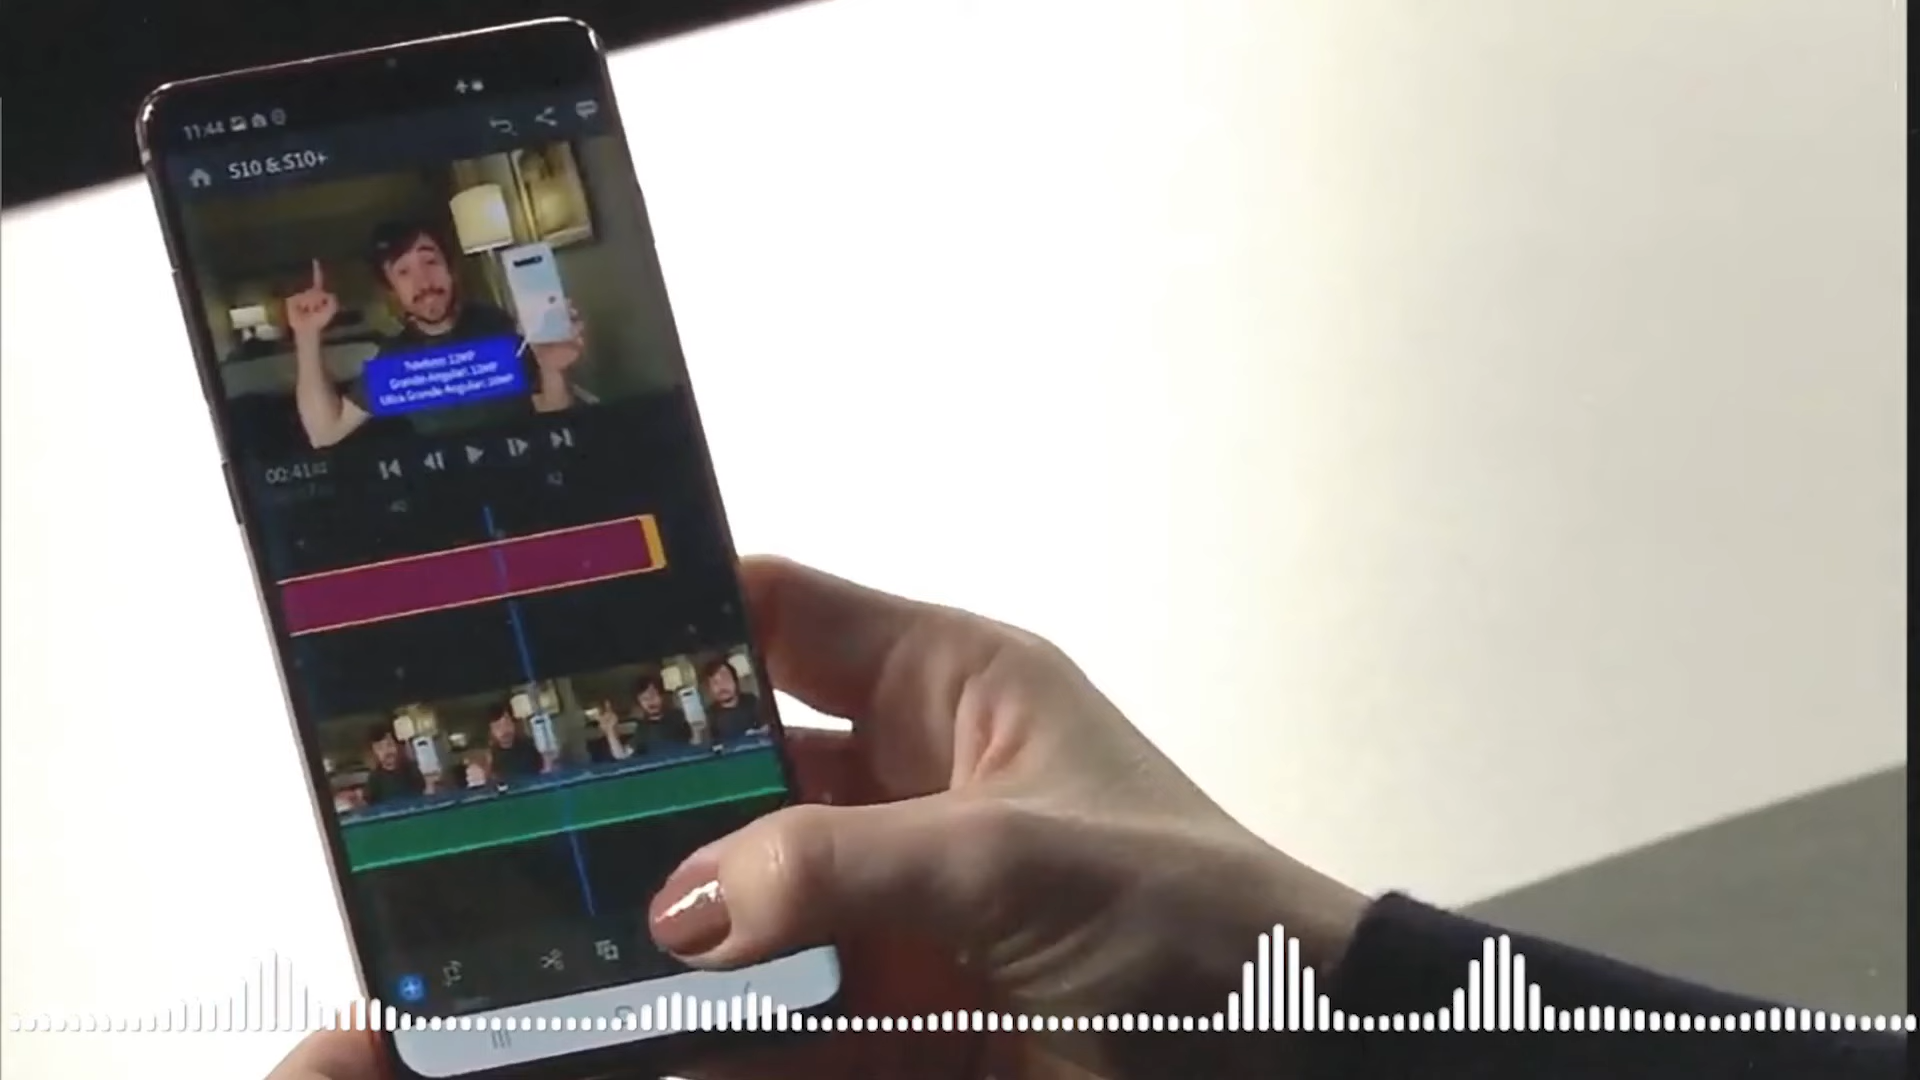 11:44
S10 & S10+
Telefoto: 12MP
Grande-Angular: 12MP
Ultra Grande-Angular: 16MP
00:41